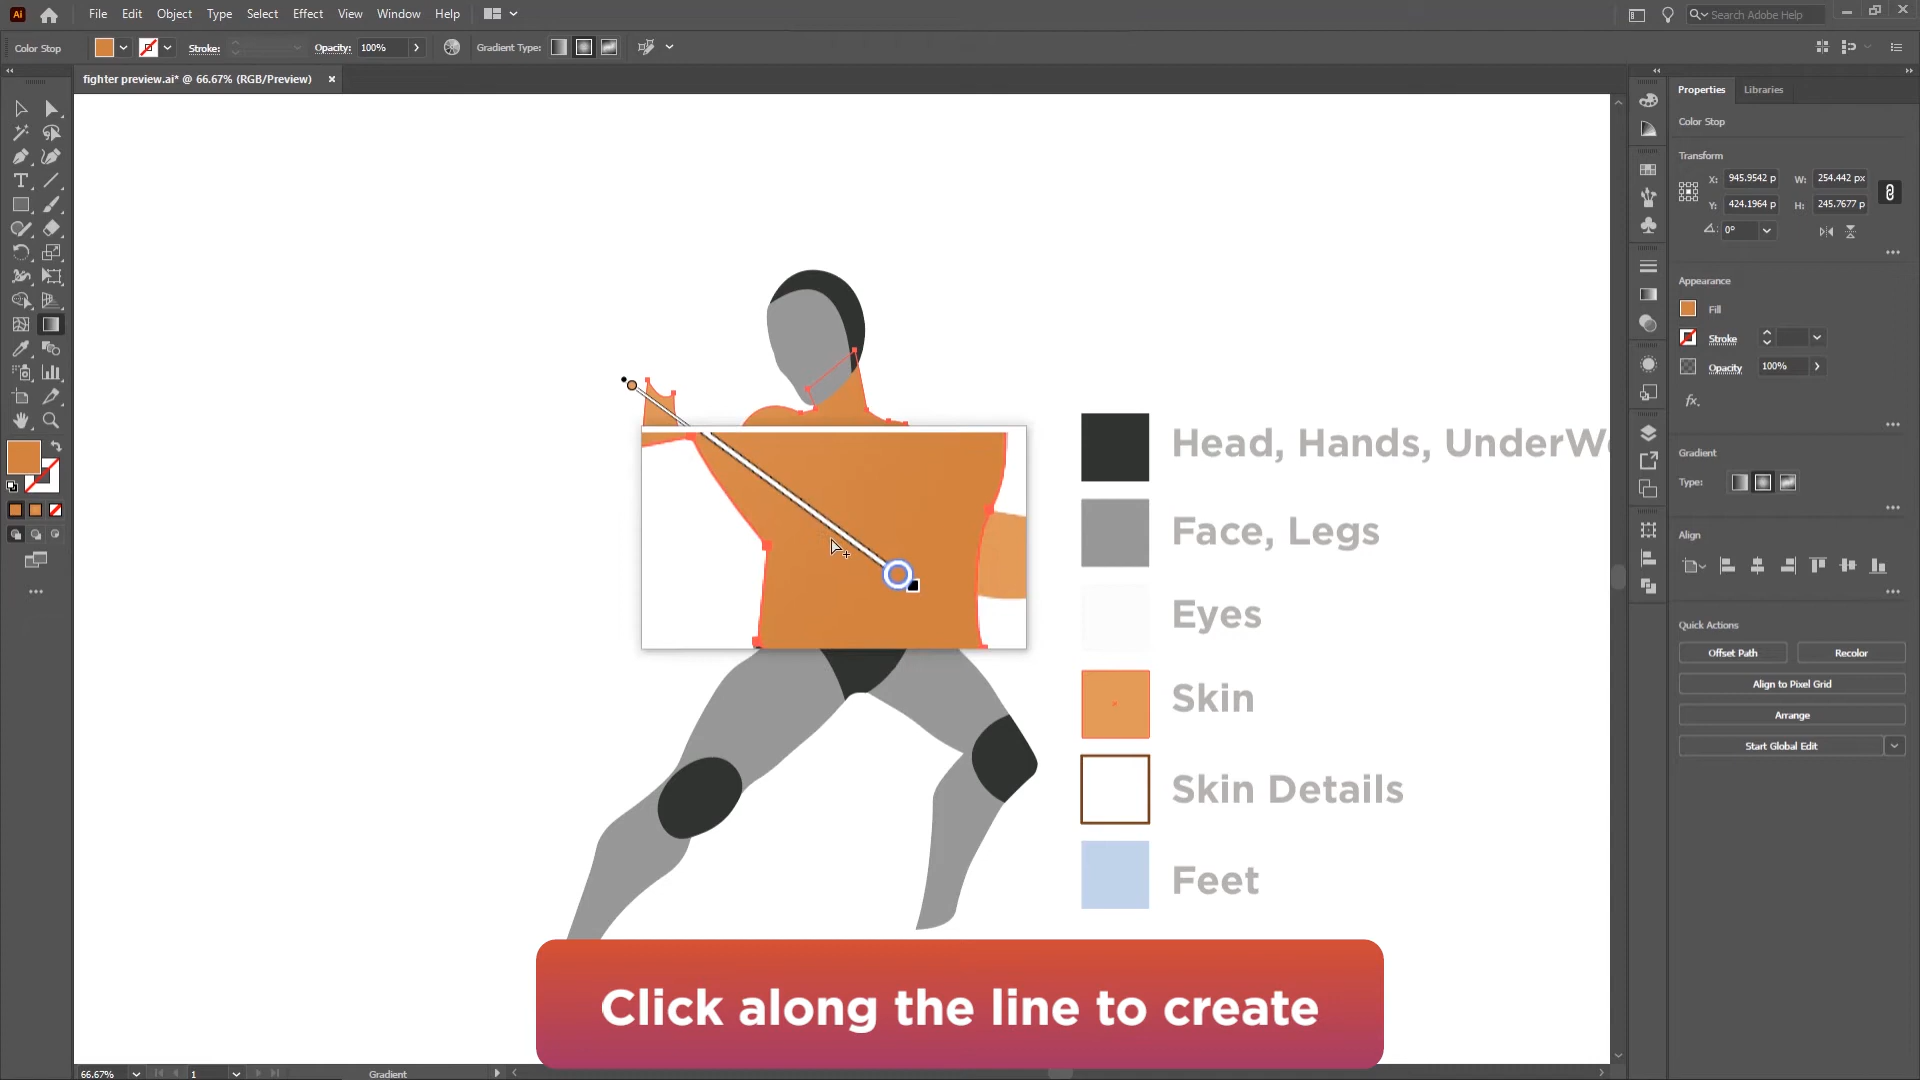 Ai File Edit Object Type Select Effect View Window Help Search Adobe Help
Color Stop Stroke: Opacity: 100% Gradient Type:
fighter preview.ai* @ 66.67% (RGB/Preview)
Properties Libraries
Color Stop
Transform
X: 945.9542 p W: 254.442 px
Y: 424.1964 p H: 245.7677 p
0°
Appearance
Fill
Stroke
Opacity 100%
fx.
Gradient
Type:
Align
Quick Actions
Offset Path Recolor
Align to Pixel Grid
Arrange
Start Global Edit
Head, Hands, UnderW
Face, Legs
Eyes
Skin
Skin Details
Feet
Click along the line to create
66.67% 1 Gradient